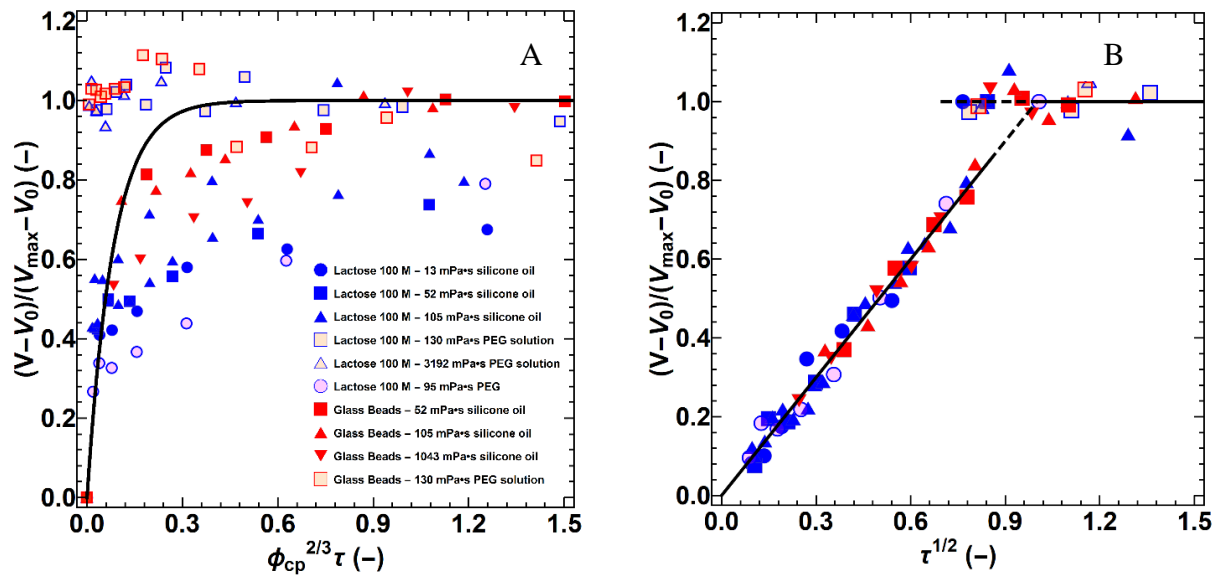 A
(V−V0)/(Vmax−V0) (−)
1.2
1.0
0.8
0.6
0.4
0.2
0.0
Lactose 100 M – 13 mPa•s silicone oil
Lactose 100 M – 52 mPa•s silicone oil
Lactose 100 M – 105 mPa•s silicone oil
Lactose 100 M – 130 mPa•s PEG solution
Lactose 100 M – 3192 mPa•s PEG solution
Lactose 100 M – 95 mPa•s PEG
Glass Beads – 52 mPa•s silicone oil
Glass Beads – 105 mPa•s silicone oil
Glass Beads – 1043 mPa•s silicone oil
Glass Beads – 130 mPa•s PEG solution
0.0 0.3 0.6 0.9 1.2 1.5
ϕcp^2/3 τ (−)
B
(V−V0)/(Vmax−V0) (−)
1.2
1.0
0.8
0.6
0.4
0.2
0.0
0.0 0.3 0.6 0.9 1.2 1.5
τ^1/2 (−)